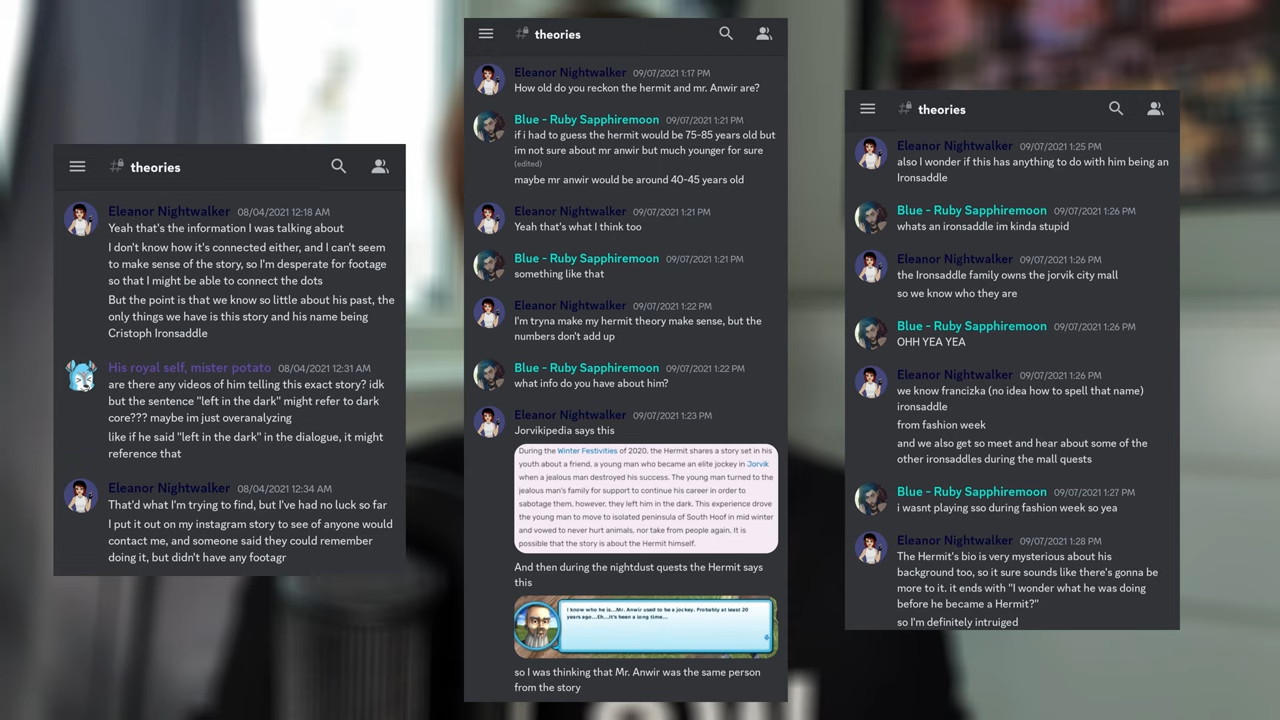 theories
Eleanor Nightwalker 08/04/2021 12:18 AM
Yeah that's the information I was talking about
I don't know how it's connected either, and I can't seem
to make sense of the story, so I'm desperate for footage
so that I might be able to connect the dots
But the point is that we know so little about his past, the
only things we have is this story and his name being
Cristoph Ironsaddle
His royal self, mister potato 08/04/2021 12:31 AM
are there any videos of him telling this exact story? idk
but the sentence "left in the dark" might refer to dark
core??? maybe im just overanalyzing
like if he said "left in the dark" in the dialogue, it might
reference that
Eleanor Nightwalker 08/04/2021 12:34 AM
That'd what I'm trying to find, but I've had no luck so far
I put it out on my instagram story to see of anyone would
contact me, and someone said they could remember
doing it, but didn't have any footagr
theories
Eleanor Nightwalker 09/07/2021 1:17 PM
How old do you reckon the hermit and mr. Anwir are?
Blue - Ruby Sapphiremoon 09/07/2021 1:21 PM
if i had to guess the hermit would be 75-85 years old but
im not sure about mr anwir but much younger for sure
(edited)
maybe mr anwir would be around 40-45 years old
Eleanor Nightwalker 09/07/2021 1:21 PM
Yeah that's what I think too
Blue - Ruby Sapphiremoon 09/07/2021 1:21 PM
something like that
Eleanor Nightwalker 09/07/2021 1:22 PM
I'm tryna make my hermit theory make sense, but the
numbers don't add up
Blue - Ruby Sapphiremoon 09/07/2021 1:22 PM
what info do you have about him?
Eleanor Nightwalker 09/07/2021 1:23 PM
Jorvikipedia says this
During the Winter Festivities of 2020, the Hermit shares a story set in his
youth about a friend, a young man who became an elite jockey in Jorvik
when a jealous man destroyed his success. The young man turned to the
jealous man's family for support to continue his career in order to
sabotage them, however, they left him in the dark. This experience drove
the young man to move to isolated peninsula of South Hoof in mid winter
and vowed to never hurt animals, nor take from people again. It is
possible that the story is about the Hermit himself.
And then during the nightdust quests the Hermit says
this
I know who he is...Mr. Anwir used to be a jockey. Probably at least 20
years ago...Eh...It's been a long time...
so I was thinking that Mr. Anwir was the same person
from the story
theories
Eleanor Nightwalker 09/07/2021 1:25 PM
also I wonder if this has anything to do with him being an
Ironsaddle
Blue - Ruby Sapphiremoon 09/07/2021 1:26 PM
whats an ironsaddle im kinda stupid
Eleanor Nightwalker 09/07/2021 1:26 PM
the Ironsaddle family owns the jorvik city mall
so we know who they are
Blue - Ruby Sapphiremoon 09/07/2021 1:26 PM
OHH YEA YEA
Eleanor Nightwalker 09/07/2021 1:26 PM
we know francizka (no idea how to spell that name)
ironsaddle
from fashion week
and we also get so meet and hear about some of the
other ironsaddles during the mall quests
Blue - Ruby Sapphiremoon 09/07/2021 1:27 PM
i wasnt playing sso during fashion week so yea
Eleanor Nightwalker 09/07/2021 1:28 PM
The Hermit's bio is very mysterious about his
background too, so it sure sounds like there's gonna be
more to it. it ends with "I wonder what he was doing
before he became a Hermit?"
so I'm definitely intruiged